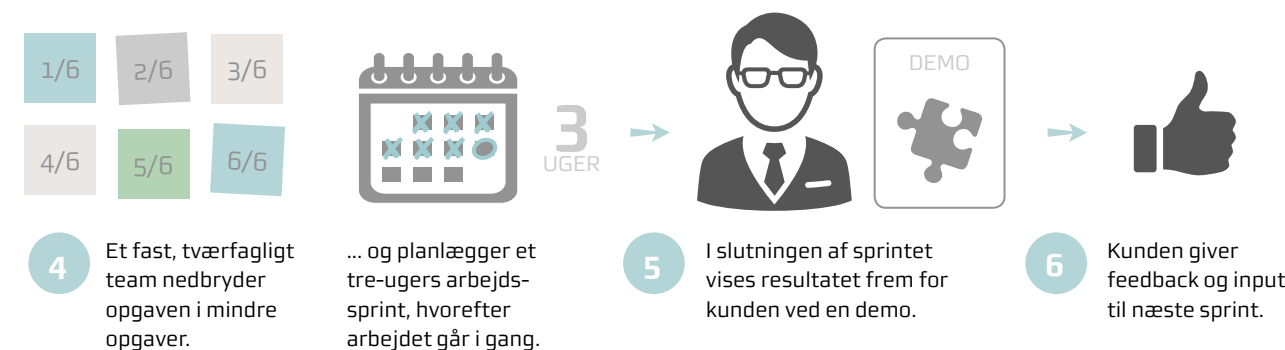 1/6
2/6
3/6
4/6
5/6
6/6
3
UGER
DEMO
4
Et fast, tværfagligt
team nedbryder
opgaven i mindre
opgaver.
... og planlægger et
tre-ugers arbejds-
sprint, hvorefter
arbejdet går i gang.
5
I slutningen af sprintet
vises resultatet frem for
kunden ved en demo.
6
Kunden giver
feedback og input
til næste sprint.